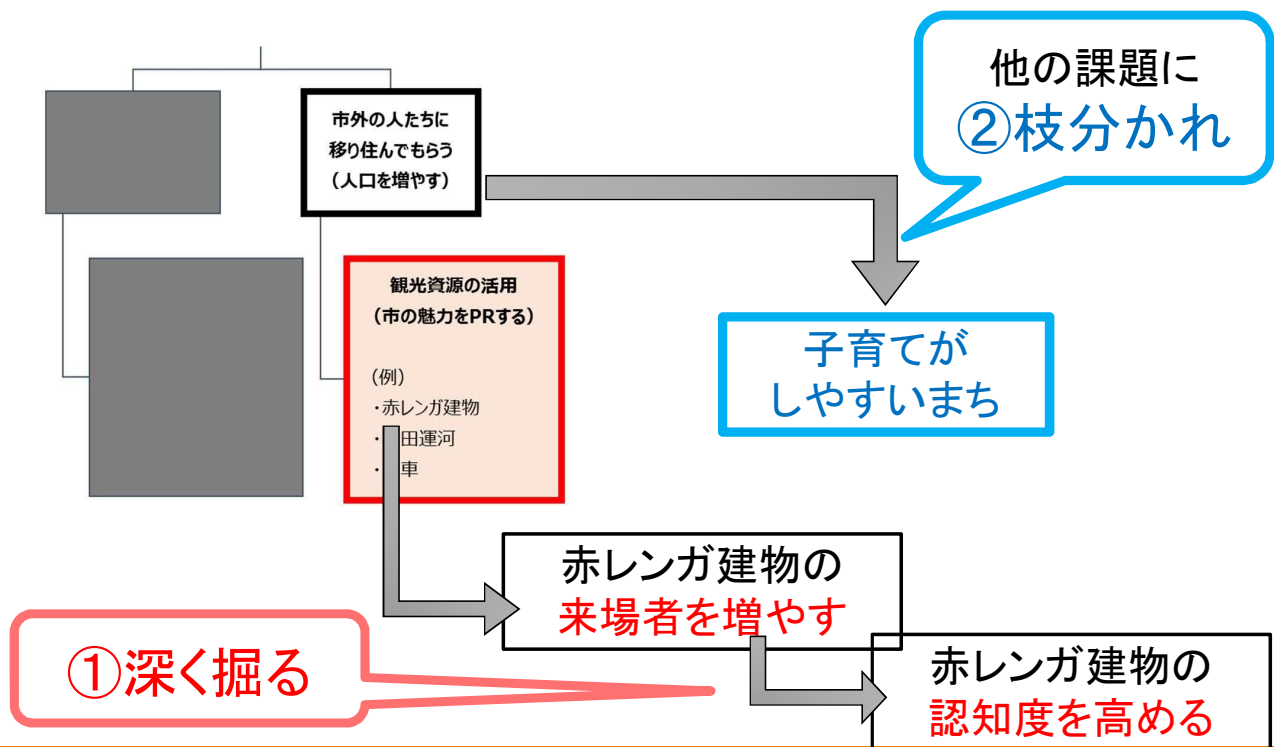 市外の人たちに
移り住んでもらう
（人口を増やす）
他の課題に
②枝分かれ
観光資源の活用
（市の魅力をPRする）
（例）
・赤レンガ建物
・田運河
・車
子育てが
しやすいまち
赤レンガ建物の
来場者を増やす
①深く掘る
赤レンガ建物の
認知度を高める